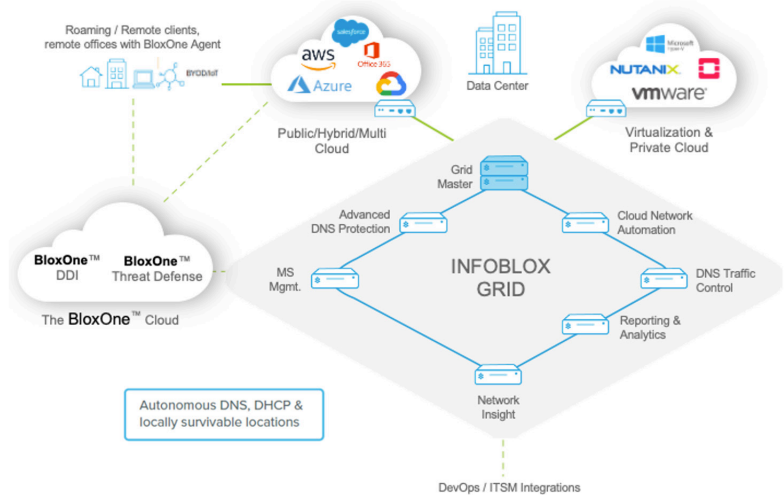 Roaming / Remote clients,
remote offices with BloxOne Agent
BYOD/IoT
salesforce
aws
Office 365
Azure
Public/Hybrid/Multi
Cloud
Data Center
Microsoft
NUTANIX
vmware
Virtualization &
Private Cloud
Grid
Master
Advanced
DNS Protection
Cloud Network
Automation
BloxOne™
DDI
BloxOne™
Threat Defense
The BloxOne™ Cloud
MS
Mgmt.
INFOBLOX
GRID
DNS Traffic
Control
Reporting &
Analytics
Network
Insight
Autonomous DNS, DHCP &
locally survivable locations
DevOps / ITSM Integrations